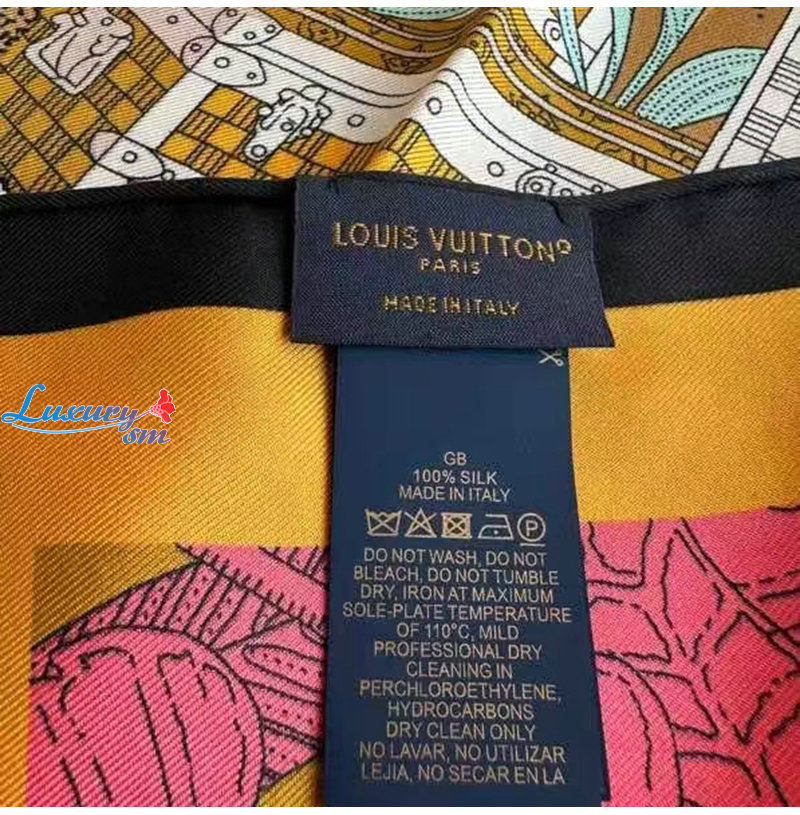 LOUIS VUITTON®
PARIS
MADE IN ITALY
Luxury
sm
GB
100% SILK
MADE IN ITALY
P
DO NOT WASH, DO NOT
BLEACH, DO NOT TUMBLE
DRY, IRON AT MAXIMUM
SOLE-PLATE TEMPERATURE
OF 110°C, MILD
PROFESSIONAL DRY
CLEANING IN
PERCHLOROETHYLENE,
HYDROCARBONS
DRY CLEAN ONLY
NO LAVAR, NO UTILIZAR
LEJIA, NO SECAR EN LA